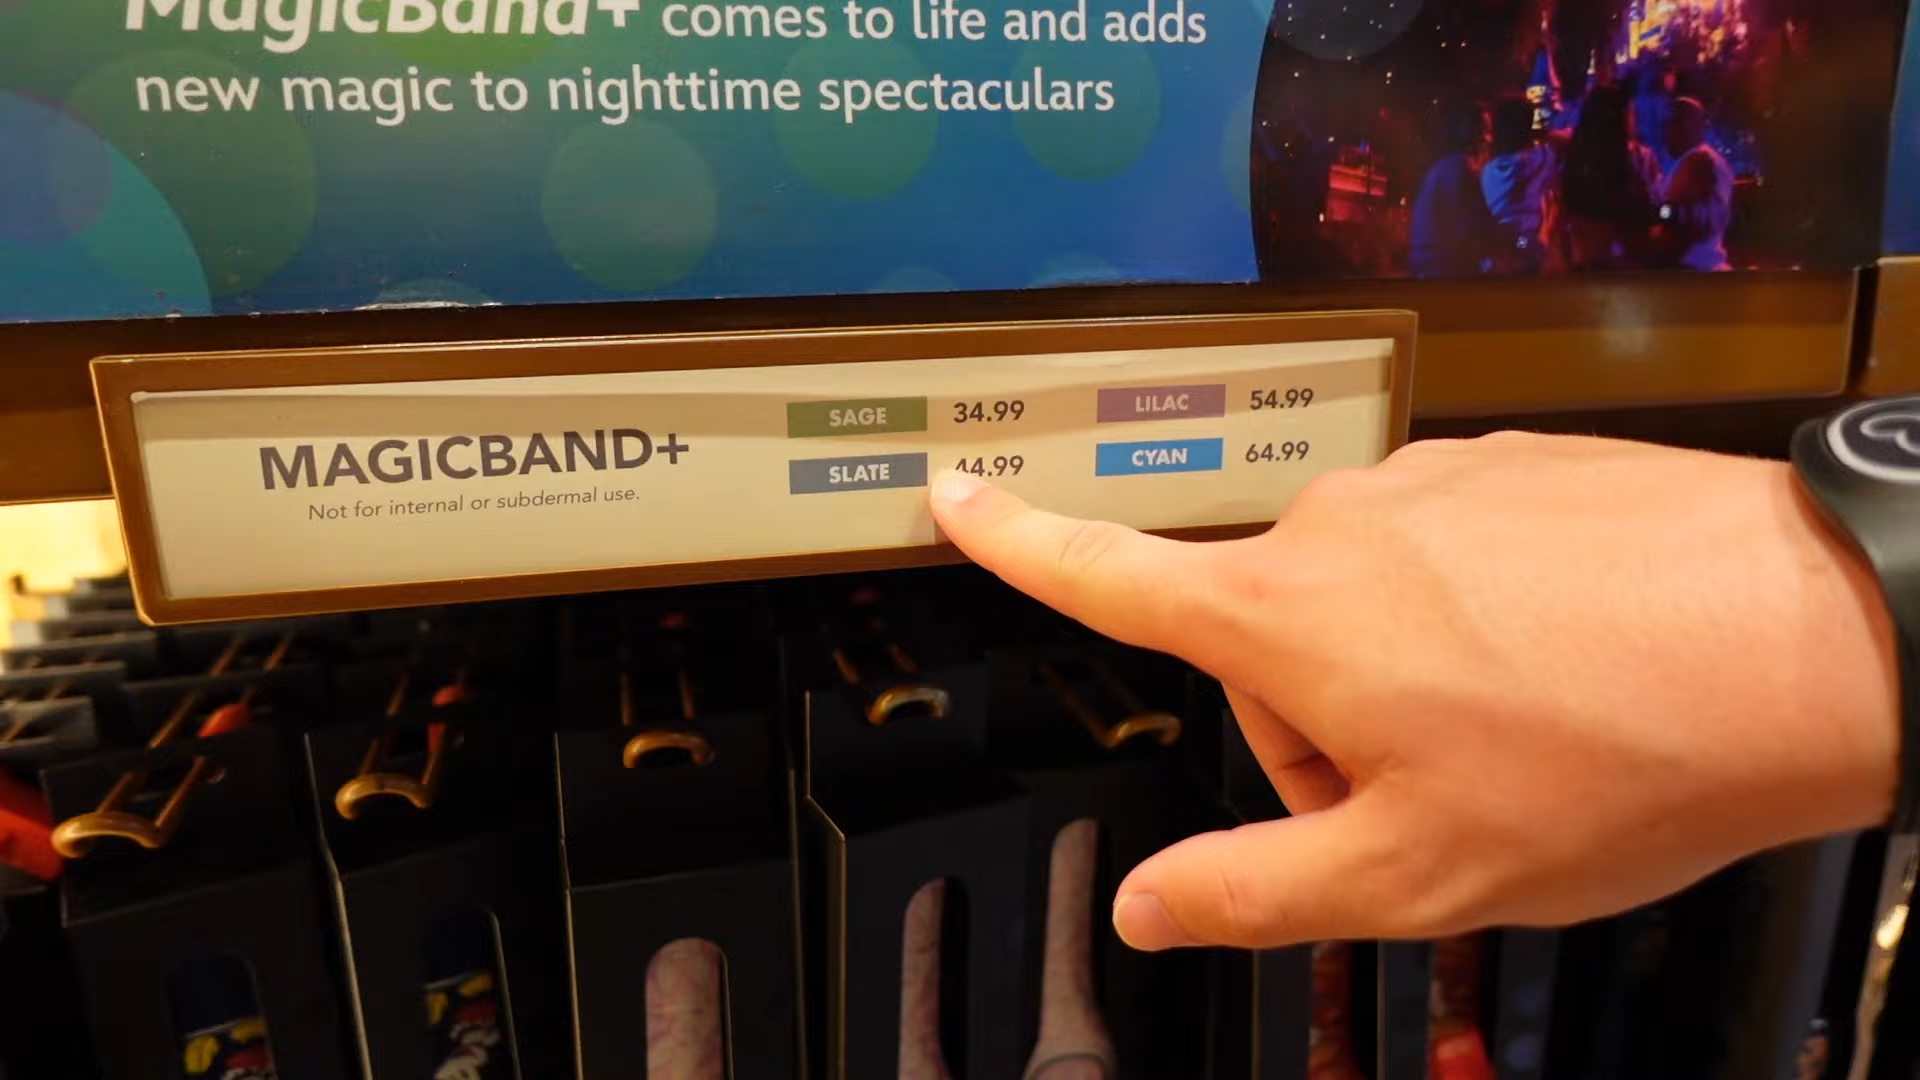 MagicBand+ comes to life and adds
new magic to nighttime spectaculars
MAGICBAND+
Not for internal or subdermal use.
SAGE 34.99
SLATE 44.99
LILAC 54.99
CYAN 64.99